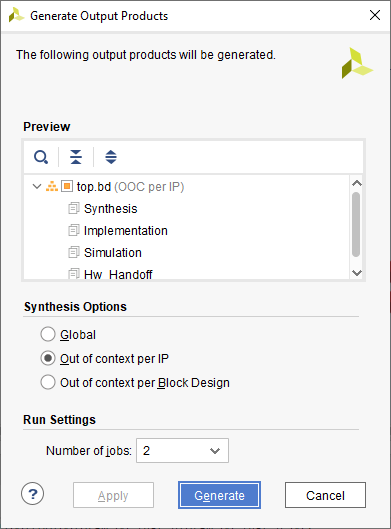 Generate Output Products
The following output products will be generated.
Preview
top.bd (OOC per IP)
Synthesis
Implementation
Simulation
Hw_Handoff
Synthesis Options
Global
Out of context per IP
Out of context per Block Design
Run Settings
Number of jobs: 2
? Apply Generate Cancel